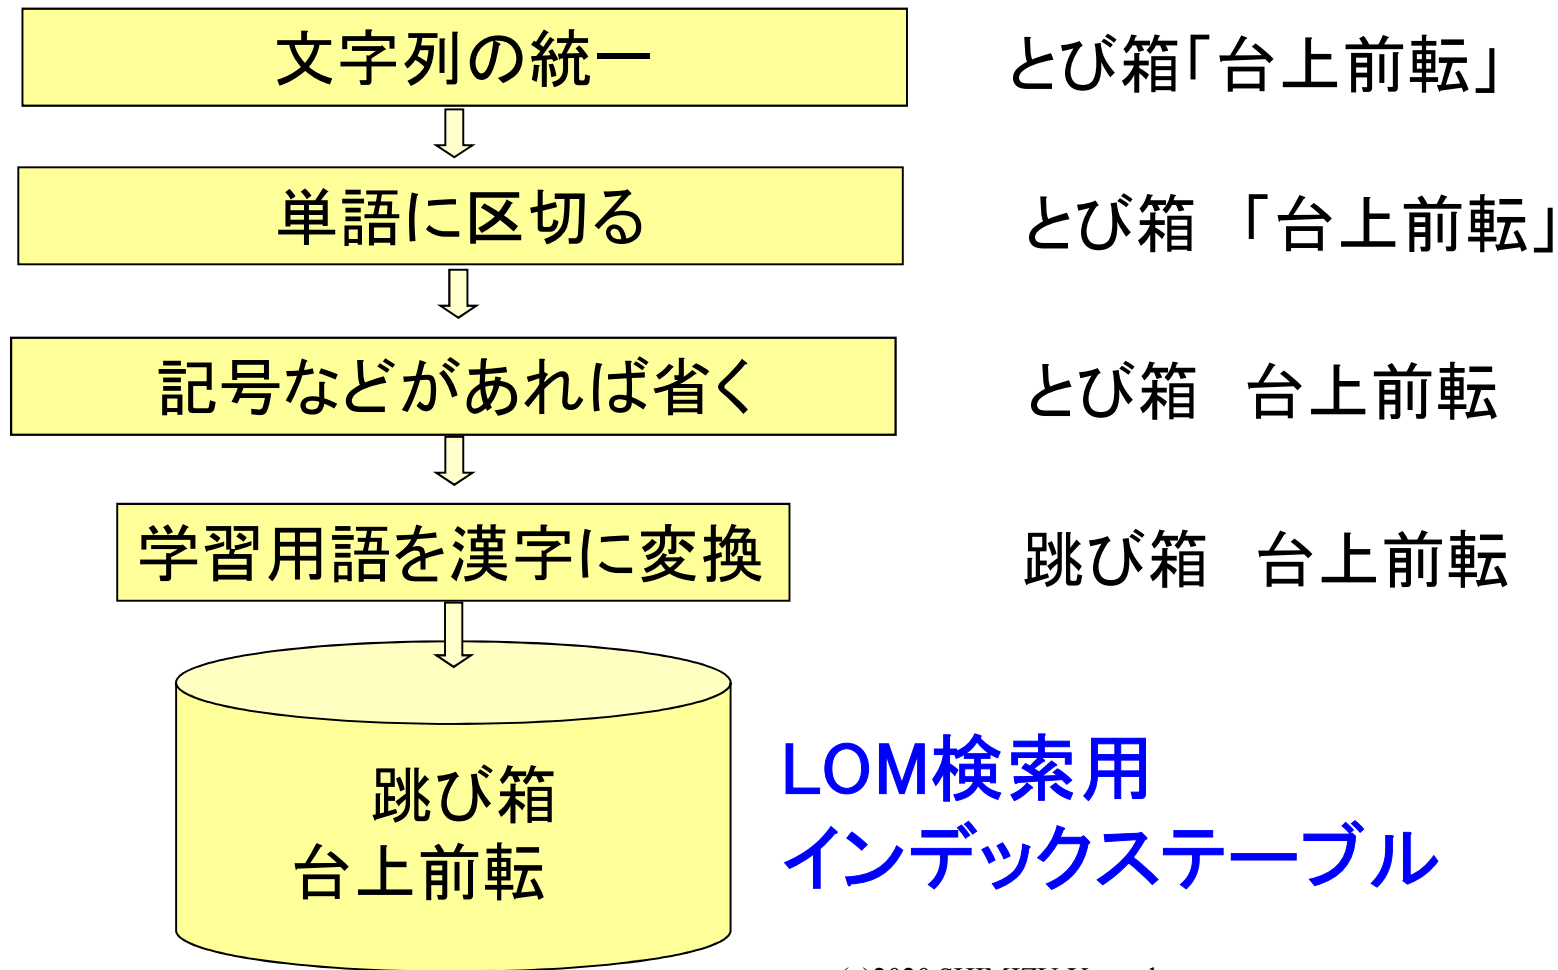 文字列の統一 とび箱「台上前転」
単語に区切る とび箱 「台上前転」
記号などがあれば省く とび箱 台上前転
学習用語を漢字に変換 跳び箱 台上前転
跳び箱
台上前転
LOM検索用
インデックステーブル